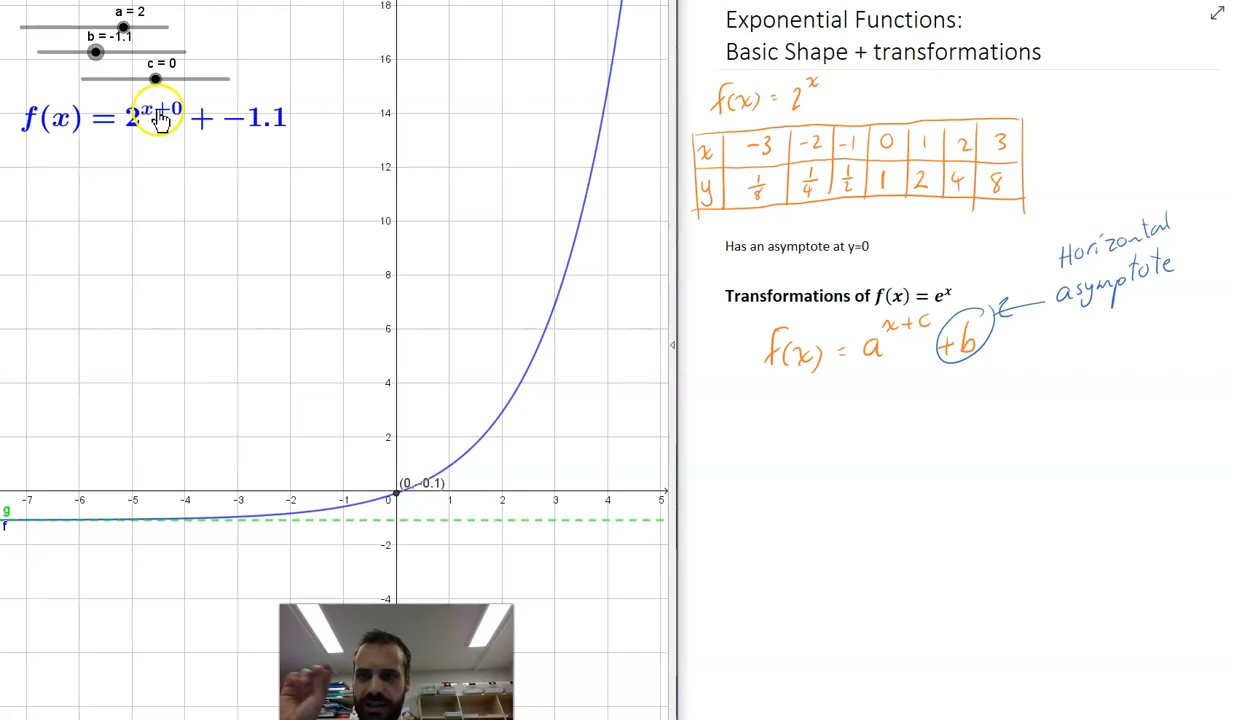 a = 2
b = -1.1
c = 0
f(x) = 2^{x+0} + −1.1
18
16
14
12
10
8
6
4
2
-2
-4
-7 -6 -5 -4 -3 -2 -1 0 1 2 3 4 5
(0, -0.1)
g
f
Exponential Functions:
Basic Shape + transformations
f(x) = 2^x
x -3 -2 -1 0 1 2 3
y 1/8 1/4 1/2 1 2 4 8
Has an asymptote at y=0
Horizontal
asymptote
Transformations of f(x) = e^x
f(x) = a^{x+c} +b